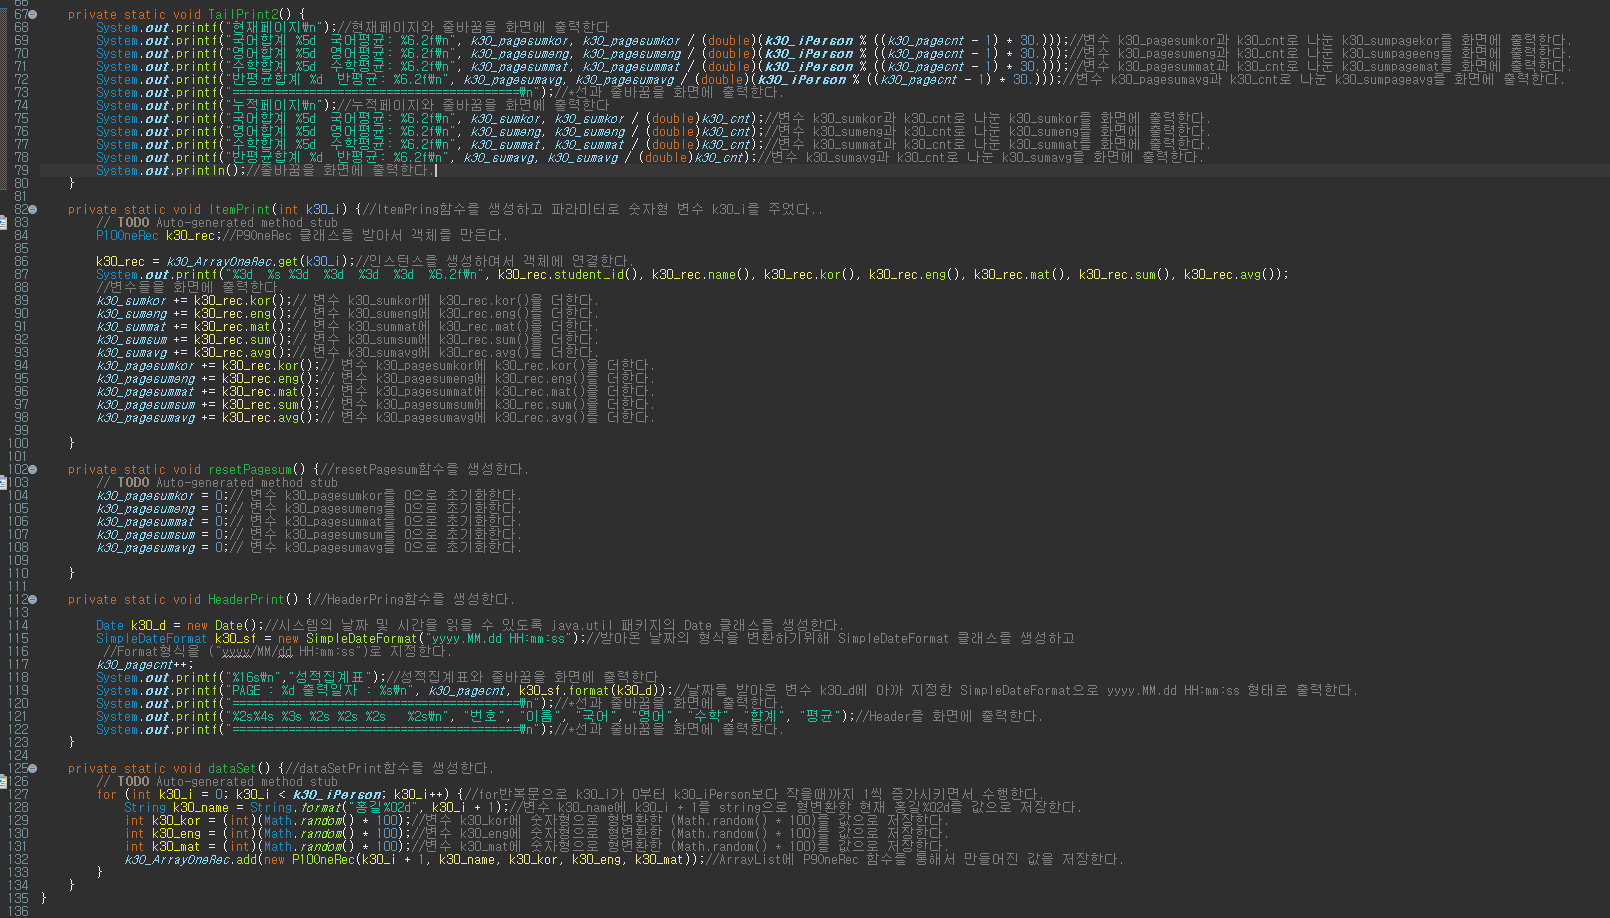 66
67 private static void TailPrint2() {
68 System.out.printf("현재페이지\n");//현재페이지와 줄바꿈을 화면에 출력한다
69 System.out.printf("국어합계 %5d  국어평균: %6.2f\n", k30_pagesumkor, k30_pagesumkor / (double)(k30_iPerson % ((k30_pagecnt - 1) * 30.)));//변수 k30_pagesumkor과 k30_cnt로 나눈 k30_sumpagekor를 화면에 출력한다.
70 System.out.printf("영어합계 %5d  영어평균: %6.2f\n", k30_pagesumeng, k30_pagesumeng / (double)(k30_iPerson % ((k30_pagecnt - 1) * 30.)));//변수 k30_pagesumeng과 k30_cnt로 나눈 k30_sumpageeng를 화면에 출력한다.
71 System.out.printf("수학합계 %5d  수학평균: %6.2f\n", k30_pagesummat, k30_pagesummat / (double)(k30_iPerson % ((k30_pagecnt - 1) * 30.)));//변수 k30_pagesummat과 k30_cnt로 나눈 k30_sumpagemat를 화면에 출력한다.
72 System.out.printf("반평균합계 %d  반평균: %6.2f\n", k30_pagesumavg, k30_pagesumavg / (double)(k30_iPerson % ((k30_pagecnt - 1) * 30.)));//변수 k30_pagesumavg과 k30_cnt로 나눈 k30_sumpageavg를 화면에 출력한다.
73 System.out.printf("=========================================\n");//*선과 줄바꿈을 화면에 출력한다.
74 System.out.printf("누적페이지\n");//누적페이지와 줄바꿈을 화면에 출력한다
75 System.out.printf("국어합계 %5d  국어평균: %6.2f\n", k30_sumkor, k30_sumkor / (double)k30_cnt);//변수 k30_sumkor과 k30_cnt로 나눈 k30_sumkor를 화면에 출력한다.
76 System.out.printf("영어합계 %5d  영어평균: %6.2f\n", k30_sumeng, k30_sumeng / (double)k30_cnt);//변수 k30_sumeng과 k30_cnt로 나눈 k30_sumeng를 화면에 출력한다.
77 System.out.printf("수학합계 %5d  수학평균: %6.2f\n", k30_summat, k30_summat / (double)k30_cnt);//변수 k30_summat과 k30_cnt로 나눈 k30_summat를 화면에 출력한다.
78 System.out.printf("반평균합계 %d  반평균: %6.2f\n", k30_sumavg, k30_sumavg / (double)k30_cnt);//변수 k30_sumavg과 k30_cnt로 나눈 k30_sumavg를 화면에 출력한다.
79 System.out.println();//줄바꿈을 화면에 출력한다.
80 }
81
82 private static void ItemPrint(int k30_i) {//ItemPring함수를 생성하고 파라미터로 숫자형 변수 k30_i를 주었다..
83 // TODO Auto-generated method stub
84 P10OneRec k30_rec;//P9OneRec 클래스를 받아서 객체를 만든다.
85
86 k30_rec = k30_ArrayOneRec.get(k30_i);//인스턴스를 생성하여서 객체에 연결한다.
87 System.out.printf("%3d  %s %3d  %3d  %3d  %3d  %6.2f\n", k30_rec.student_id(), k30_rec.name(), k30_rec.kor(), k30_rec.eng(), k30_rec.mat(), k30_rec.sum(), k30_rec.avg());
88 //변수들을 화면에 출력한다.
89 k30_sumkor += k30_rec.kor();// 변수 k30_sumkor에 k30_rec.kor()을 더한다.
90 k30_sumeng += k30_rec.eng();// 변수 k30_sumeng에 k30_rec.eng()을 더한다.
91 k30_summat += k30_rec.mat();// 변수 k30_summat에 k30_rec.mat()을 더한다.
92 k30_sumsum += k30_rec.sum();// 변수 k30_sumsum에 k30_rec.sum()을 더한다.
93 k30_sumavg += k30_rec.avg();// 변수 k30_sumavg에 k30_rec.avg()을 더한다.
94 k30_pagesumkor += k30_rec.kor();// 변수 k30_pagesumkor에 k30_rec.kor()을 더한다.
95 k30_pagesumeng += k30_rec.eng();// 변수 k30_pagesumeng에 k30_rec.eng()을 더한다.
96 k30_pagesummat += k30_rec.mat();// 변수 k30_pagesummat에 k30_rec.mat()을 더한다.
97 k30_pagesumsum += k30_rec.sum();// 변수 k30_pagesumsum에 k30_rec.sum()을 더한다.
98 k30_pagesumavg += k30_rec.avg();// 변수 k30_pagesumavg에 k30_rec.avg()을 더한다.
99
100 }
101
102 private static void resetPagesum() {//resetPagesum함수를 생성한다.
103 // TODO Auto-generated method stub
104 k30_pagesumkor = 0;// 변수 k30_pagesumkor를 0으로 초기화한다.
105 k30_pagesumeng = 0;// 변수 k30_pagesumeng를 0으로 초기화한다.
106 k30_pagesummat = 0;// 변수 k30_pagesummat를 0으로 초기화한다.
107 k30_pagesumsum = 0;// 변수 k30_pagesumsum를 0으로 초기화한다.
108 k30_pagesumavg = 0;// 변수 k30_pagesumavg를 0으로 초기화한다.
109
110 }
111
112 private static void HeaderPrint() {//HeaderPring함수를 생성한다.
113
114 Date k30_d = new Date();//시스템의 날짜 및 시간을 읽을 수 있도록 java.util 패키지의 Date 클래스를 생성한다.
115 SimpleDateFormat k30_sf = new SimpleDateFormat("yyyy.MM.dd HH:mm:ss");//받아온 날짜의 형식을 변환하기위해 SimpleDateFormat 클래스를 생성하고
116 //Format형식을 ("yyyy/MM/dd HH:mm:ss")로 지정한다.
117 k30_pagecnt++;
118 System.out.printf("%16s\n","성적집계표");//성적집계표와 줄바꿈을 화면에 출력한다
119 System.out.printf("PAGE : %d 출력일자 : %s\n", k30_pagecnt, k30_sf.format(k30_d));//날짜를 받아온 변수 k30_d에 아까 지정한 SimpleDateFormat으로 yyyy.MM.dd HH:mm:ss 형태로 출력한다.
120 System.out.printf("=========================================\n");//*선과 줄바꿈을 화면에 출력한다.
121 System.out.printf("%2s%4s %3s %2s %2s %2s   %2s\n", "번호", "이름", "국어", "영어", "수학", "합계", "평균");//Header를 화면에 출력한다.
122 System.out.printf("=========================================\n");//*선과 줄바꿈을 화면에 출력한다.
123 }
124
125 private static void dataSet() {//dataSetPrint함수를 생성한다.
126 // TODO Auto-generated method stub
127 for (int k30_i = 0; k30_i < k30_iPerson; k30_i++) {//for반복문으로 k30_i가 0부터 k30_iPerson보다 작을때까지 1씩 증가시키면서 수행한다.
128 String k30_name = String.format("홍길%02d", k30_i + 1);//변수 k30_name에 k30_i + 1를 string으로 형변환한 현재 홍길%02d를 값으로 저장한다.
129 int k30_kor = (int)(Math.random() * 100);//변수 k30_kor에 숫자형으로 형변환한 (Math.random() * 100)를 값으로 저장한다.
130 int k30_eng = (int)(Math.random() * 100);//변수 k30_eng에 숫자형으로 형변환한 (Math.random() * 100)를 값으로 저장한다.
131 int k30_mat = (int)(Math.random() * 100);//변수 k30_mat에 숫자형으로 형변환한 (Math.random() * 100)를 값으로 저장한다.
132 k30_ArrayOneRec.add(new P10OneRec(k30_i + 1, k30_name, k30_kor, k30_eng, k30_mat));//ArrayList에 P9OneRec 함수를 통해서 만들어진 값을 저장한다.
133 }
134 }
135 }
136